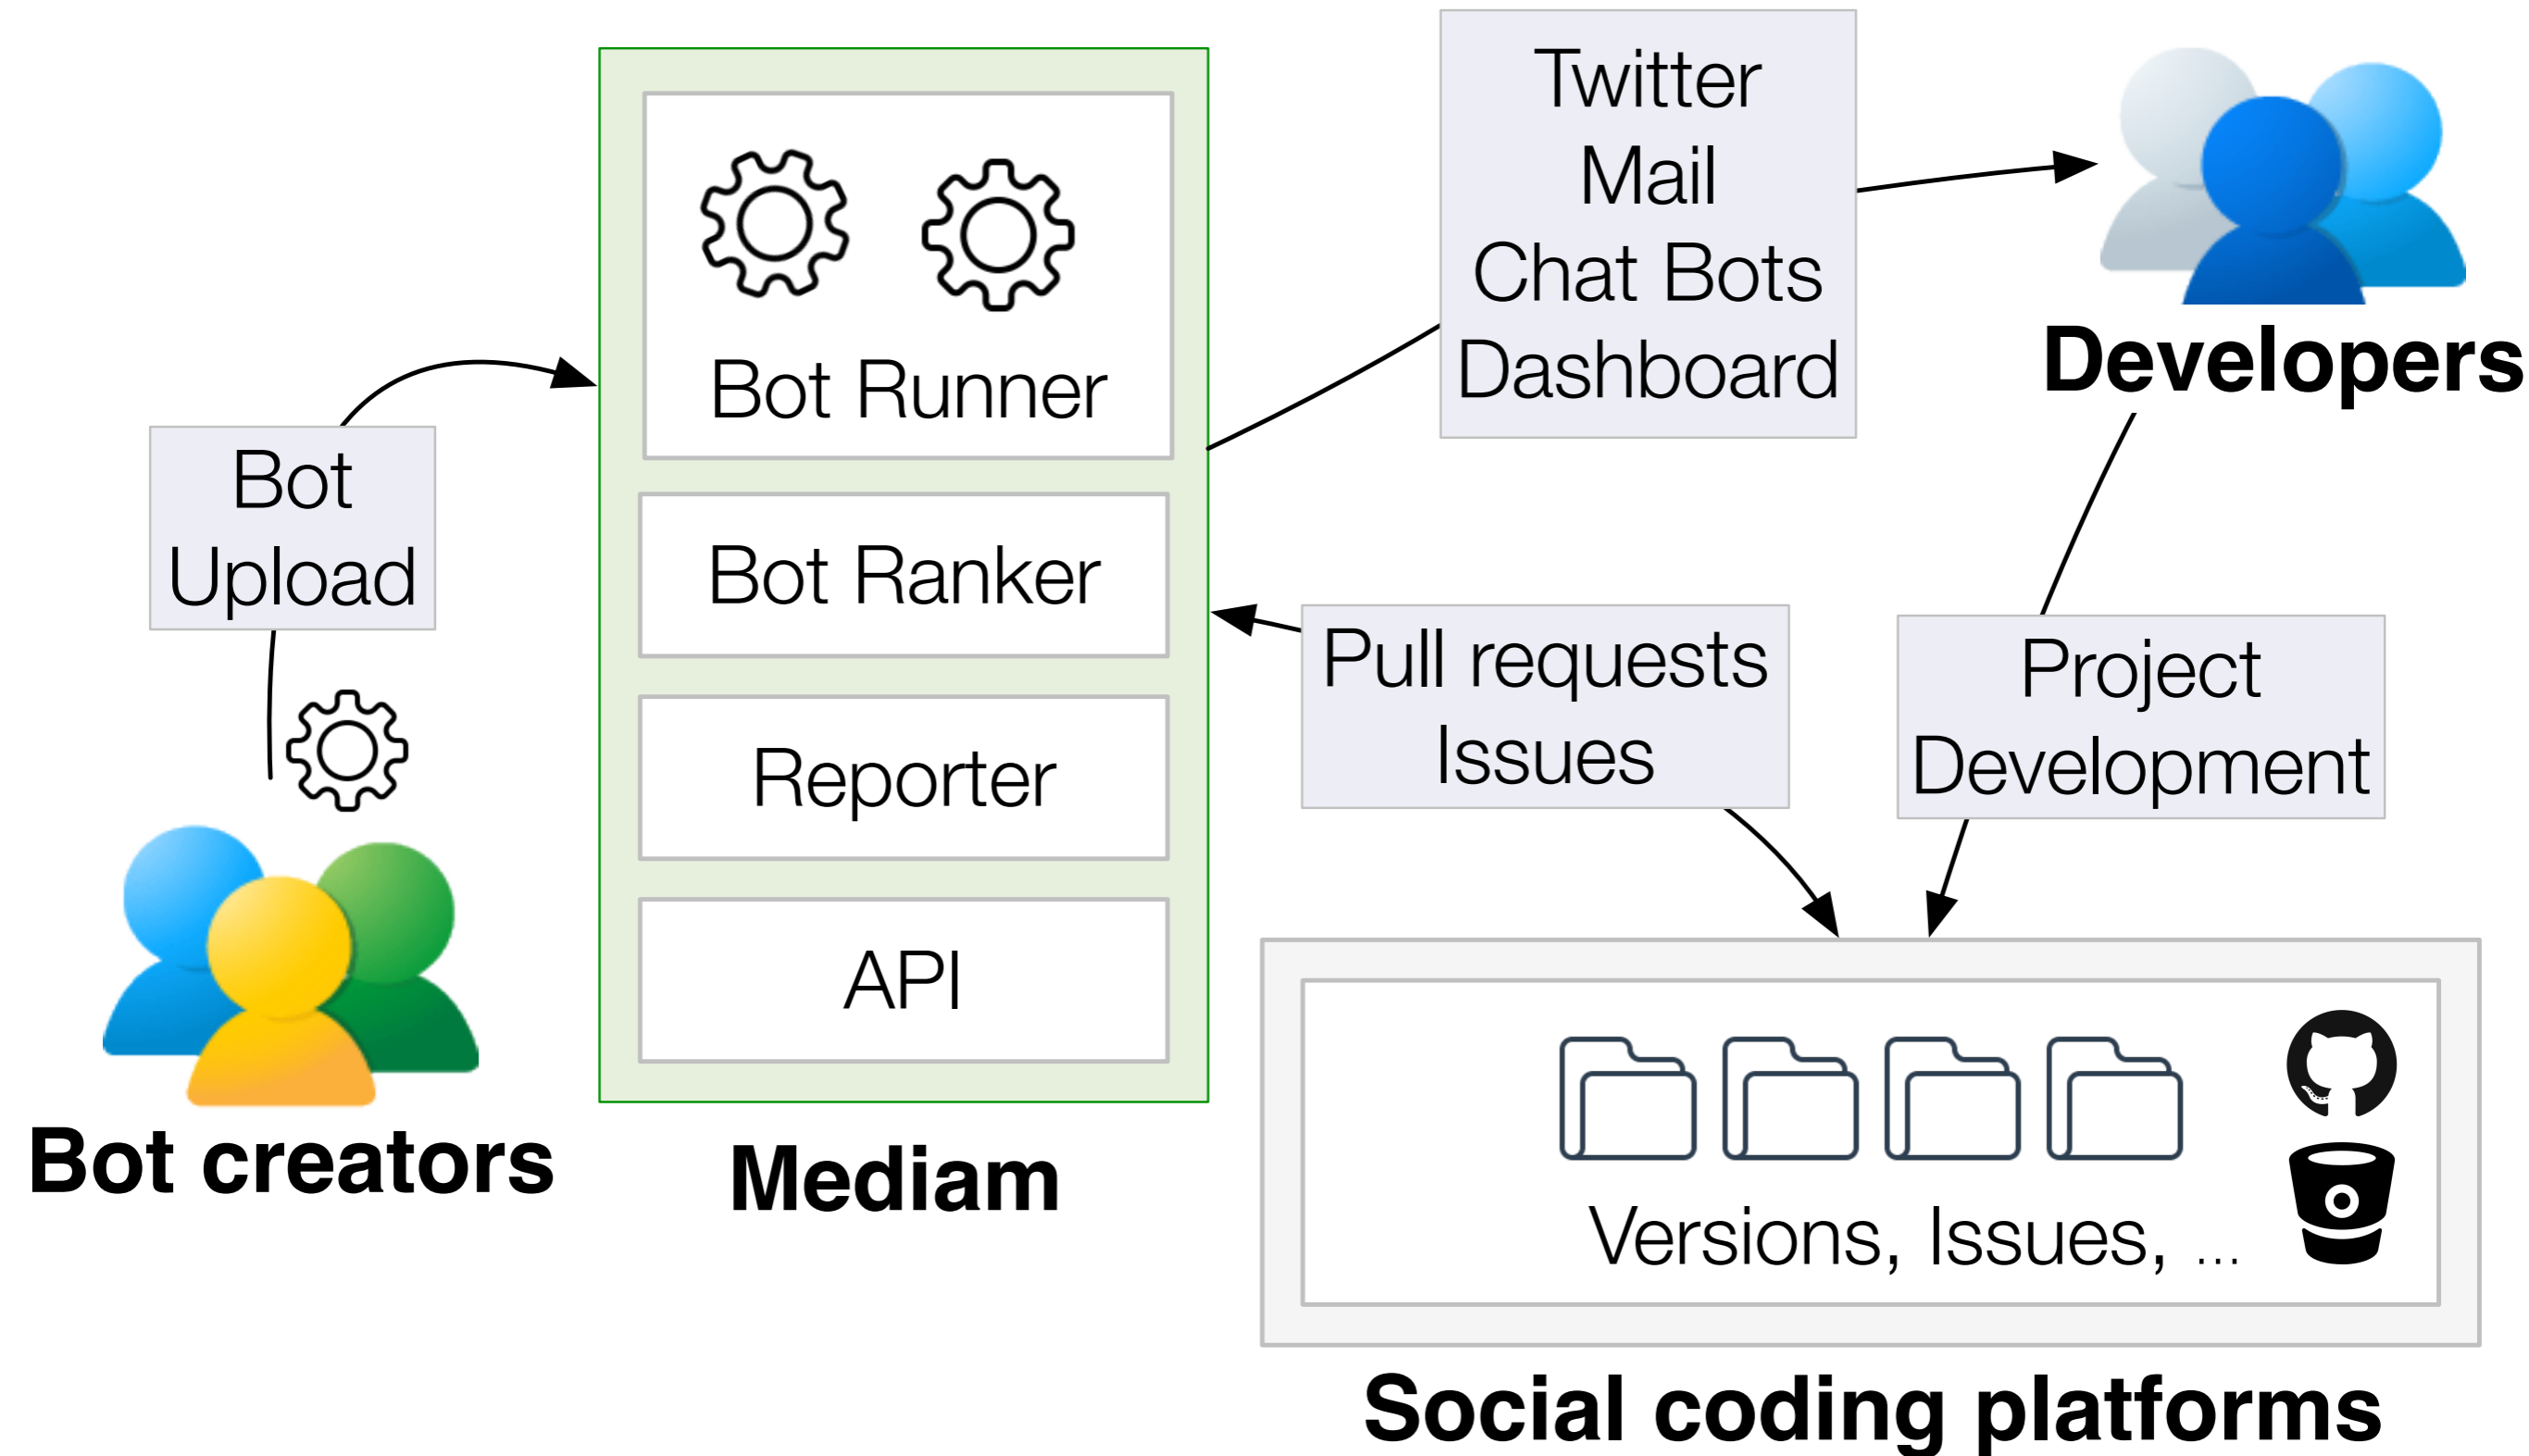 Twitter
Mail
Chat Bots
Dashboard
Developers
Bot Runner
Bot
Upload
Bot Ranker
Pull requests
Issues
Project
Development
Reporter
API
Bot creators
Mediam
Versions, Issues, ...
Social coding platforms